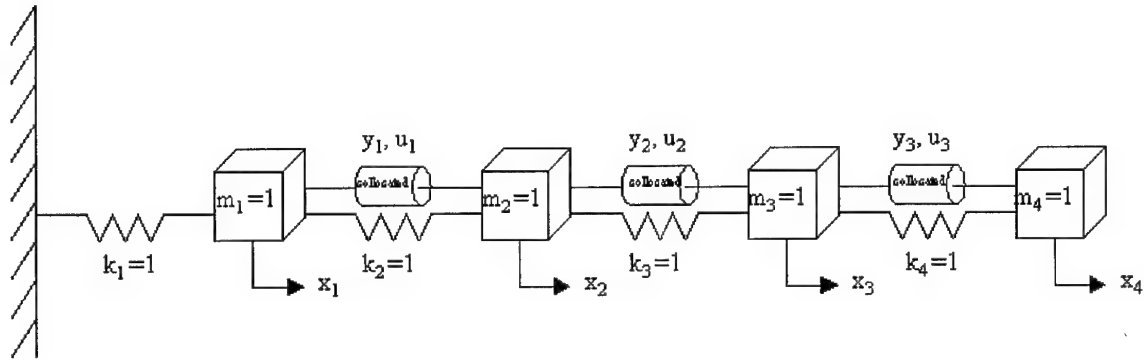 y1, u1
y2, u2
y3, u3
collocated
collocated
collocated
m1=1
m2=1
m3=1
m4=1
k1=1
k2=1
k3=1
k4=1
x1
x2
x3
x4